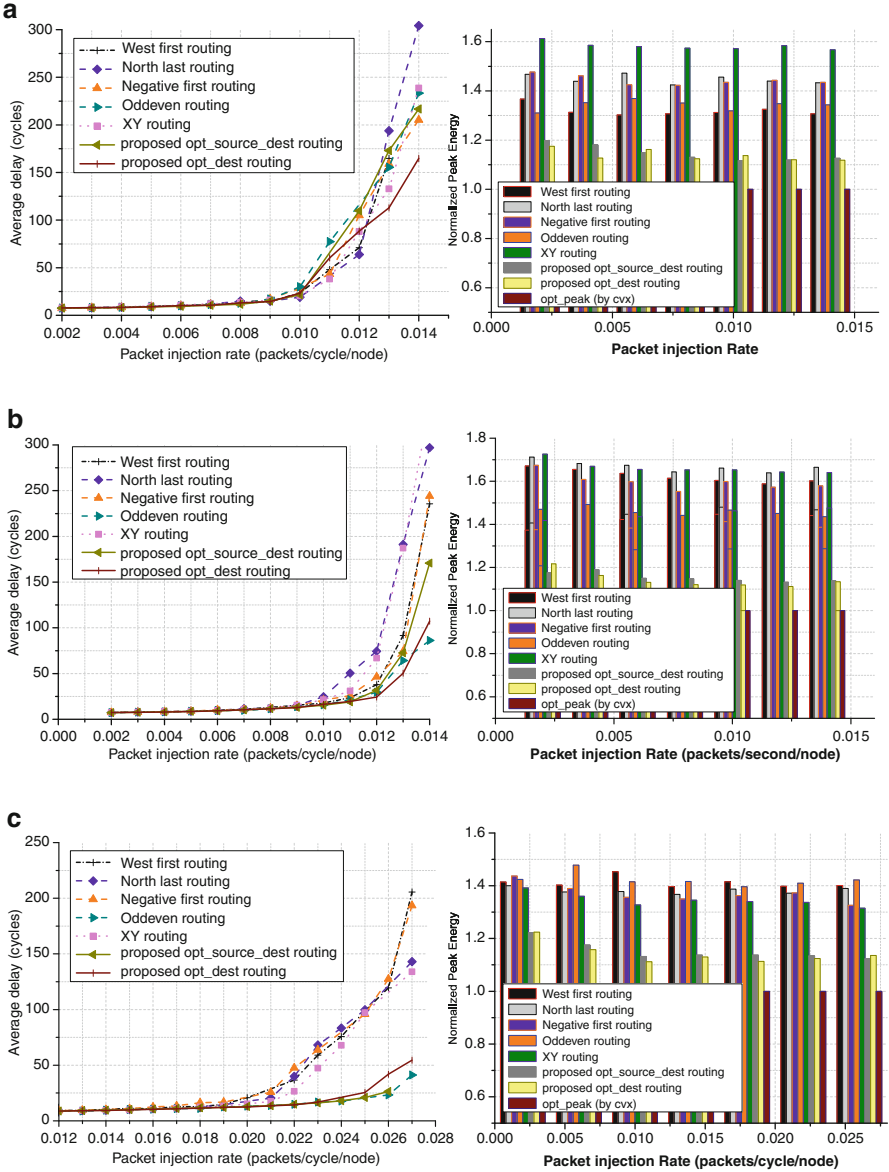 a
300
250
200
150
100
50
0
Average delay (cycles)
West first routing
North last routing
Negative first routing
Oddeven routing
XY routing
proposed opt_source_dest routing
proposed opt_dest routing
0.002 0.004 0.006 0.008 0.010 0.012 0.014
Packet injection rate (packets/cycle/node)
1.6
1.4
1.2
1.0
0.8
0.6
Normalized Peak Energy
West first routing
North last routing
Negative first routing
Oddeven routing
XY routing
proposed opt_source_dest routing
proposed opt_dest routing
opt_peak (by cvx)
0.000 0.005 0.010 0.015
Packet injection Rate
b
300
250
200
150
100
50
0
Average delay (cycles)
West first routing
North last routing
Negative first routing
Oddeven routing
XY routing
proposed opt_source_dest routing
proposed opt_dest routing
0.000 0.002 0.004 0.006 0.008 0.010 0.012 0.014
Packet injection rate (packets/cycle/node)
1.8
1.6
1.4
1.2
1.0
0.8
0.6
Normalized Peak Energy
West first routing
North last routing
Negative first routing
Oddeven routing
XY routing
proposed opt_source_dest routing
proposed opt_dest routing
opt_peak (by cvx)
0.000 0.005 0.010 0.015
Packet injection Rate (packets/second/node)
c
250
200
150
100
50
0
Average delay (cycles)
West first routing
North last routing
Negative first routing
Oddeven routing
XY routing
proposed opt_source_dest routing
proposed opt_dest routing
0.012 0.014 0.016 0.018 0.020 0.022 0.024 0.026 0.028
Packet injection rate (packets/cycle/node)
1.6
1.4
1.2
1.0
0.8
0.6
Normalized Peak Energy
West first routing
North last routing
Negative first routing
Oddeven routing
XY routing
proposed opt_source_dest routing
proposed opt_dest routing
opt_peak (by cvx)
0.000 0.005 0.010 0.015 0.020 0.025
Packet injection Rate (packets/cycle/node)